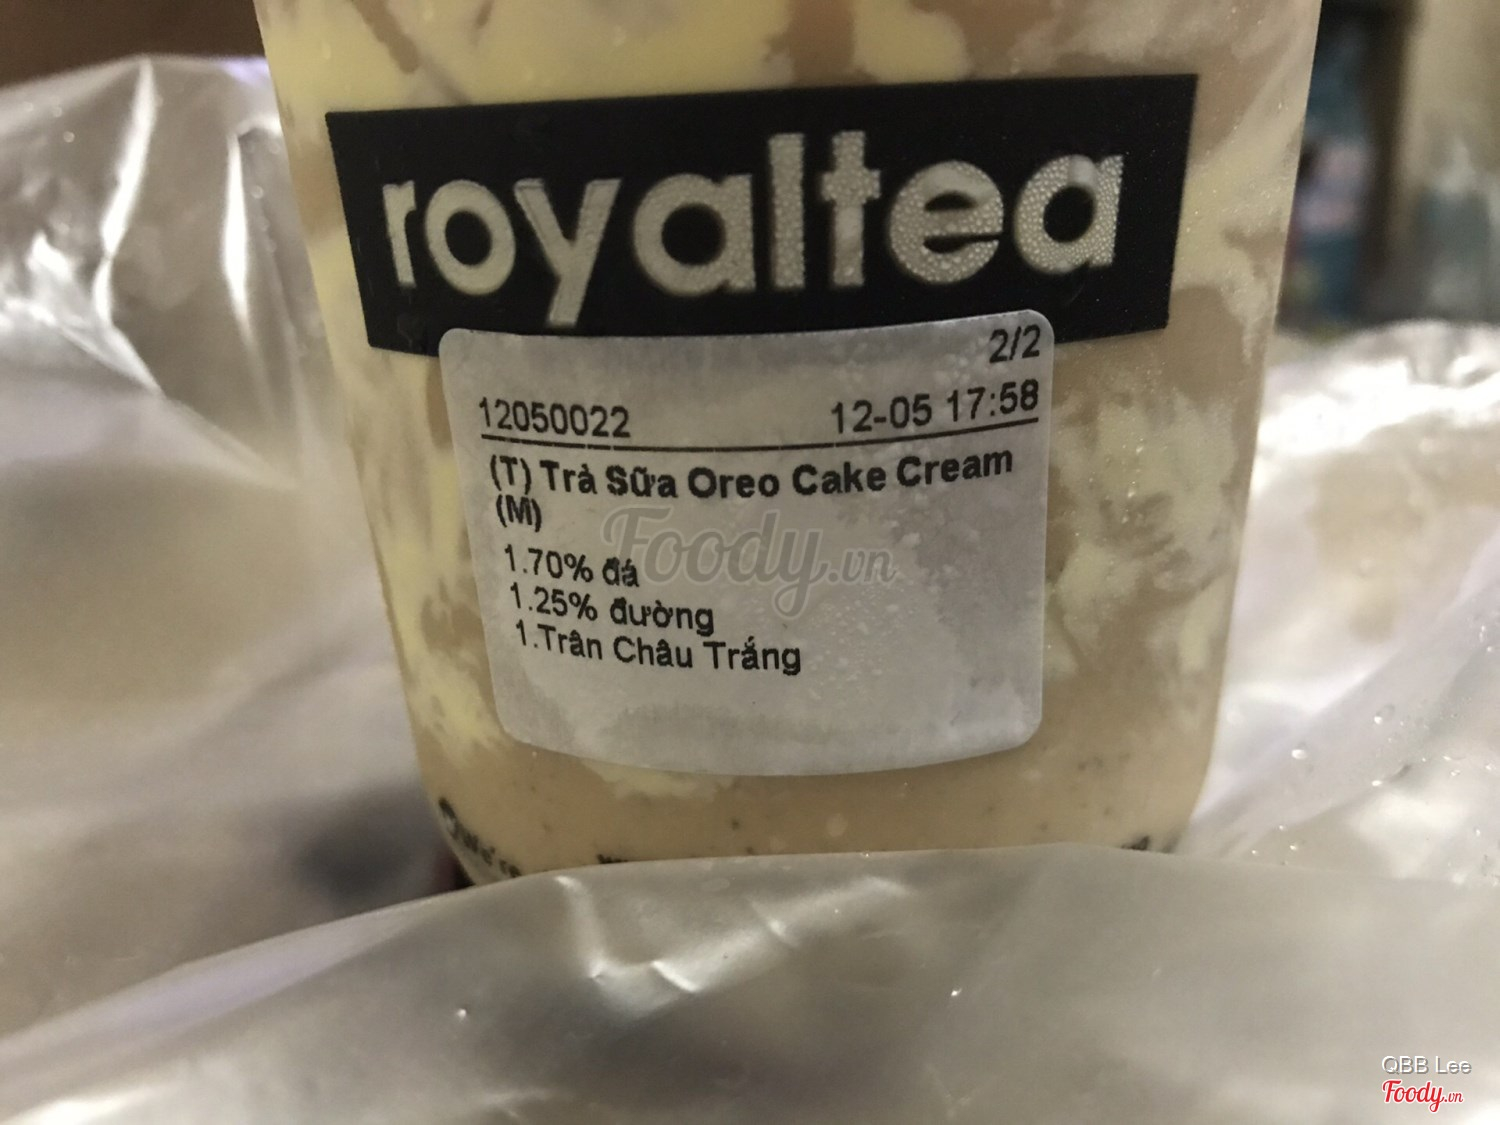 royaltea
2/2
12050022 12-05 17:58
(T) Trà Sữa Oreo Cake Cream
(M)
1.70% đá
1.25% đường
1.Trân Châu Trắng
Foody.vn
QBB Lee
Foody.vn